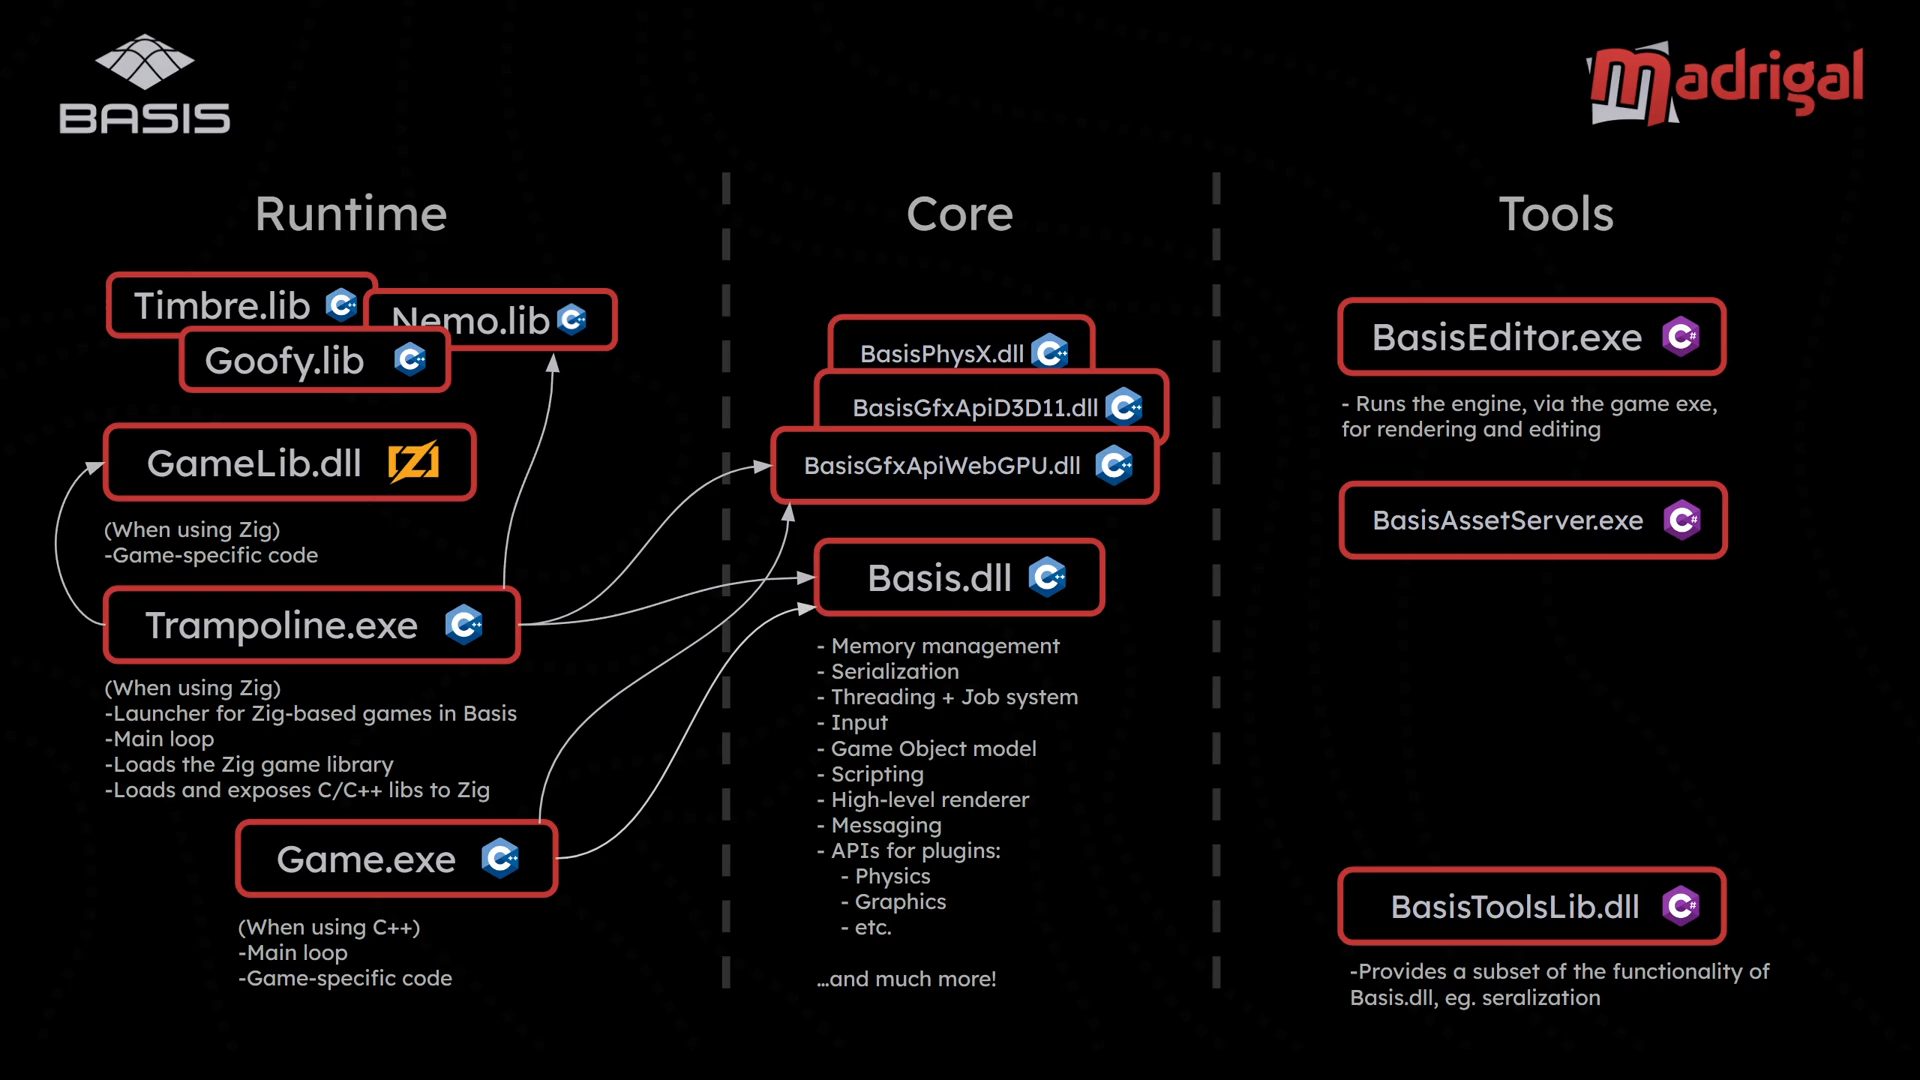 BASIS
Madrigal
Runtime
Timbre.lib
Nemo.lib
Goofy.lib
GameLib.dll
(When using Zig)
-Game-specific code
Trampoline.exe
(When using Zig)
-Launcher for Zig-based games in Basis
-Main loop
-Loads the Zig game library
-Loads and exposes C/C++ libs to Zig
Game.exe
(When using C++)
-Main loop
-Game-specific code
Core
BasisPhysX.dll
BasisGfxApiD3D11.dll
BasisGfxApiWebGPU.dll
Basis.dll
- Memory management
- Serialization
- Threading + Job system
- Input
- Game Object model
- Scripting
- High-level renderer
- Messaging
- APIs for plugins:
- Physics
- Graphics
- etc.
...and much more!
Tools
BasisEditor.exe
- Runs the engine, via the game exe,
for rendering and editing
BasisAssetServer.exe
BasisToolsLib.dll
-Provides a subset of the functionality of
Basis.dll, eg. seralization